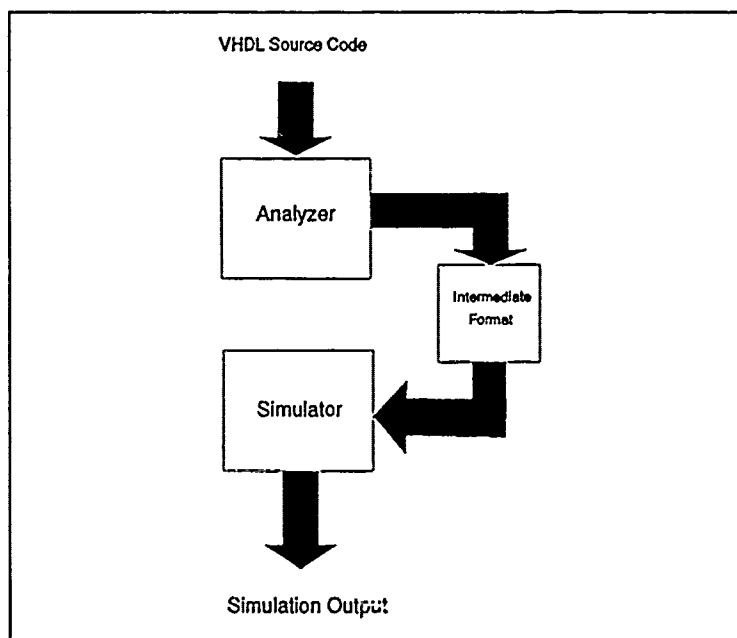 VHDL Source Code
Analyzer
Intermediate
Format
Simulator
Simulation Output